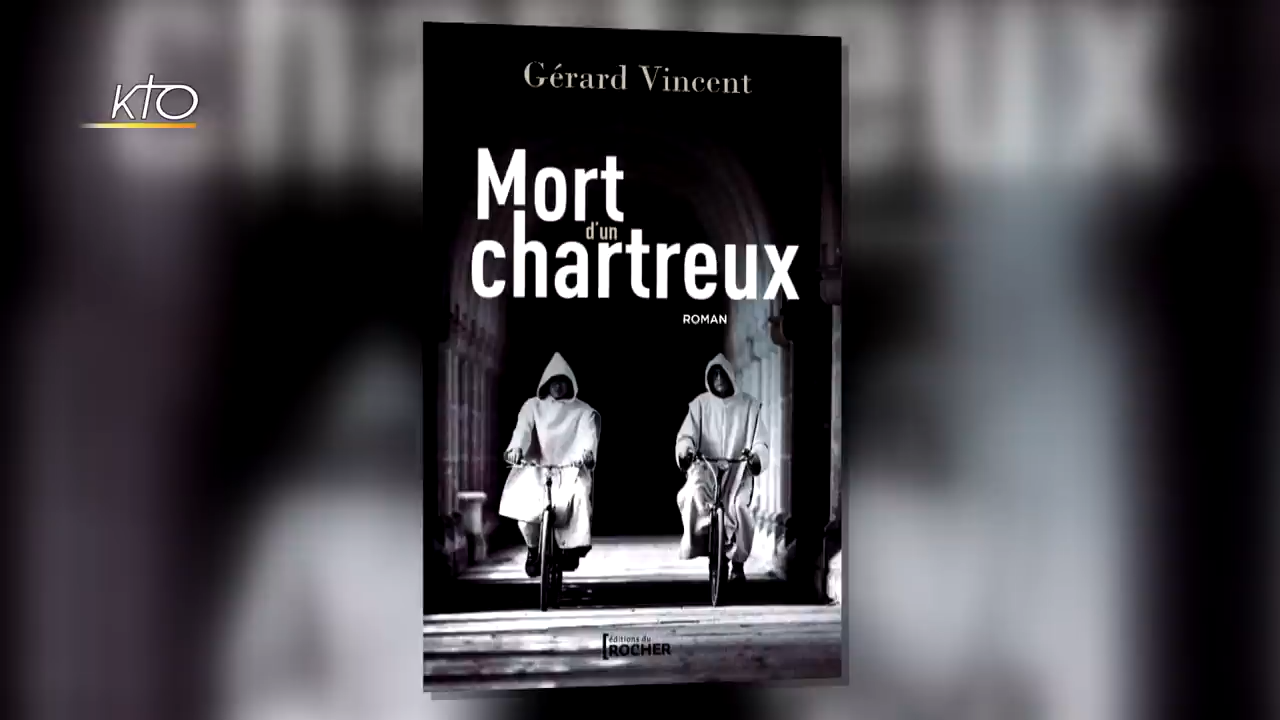 kto
Gérard Vincent
Mort
d'un
chartreux
ROMAN
éditions du
ROCHER